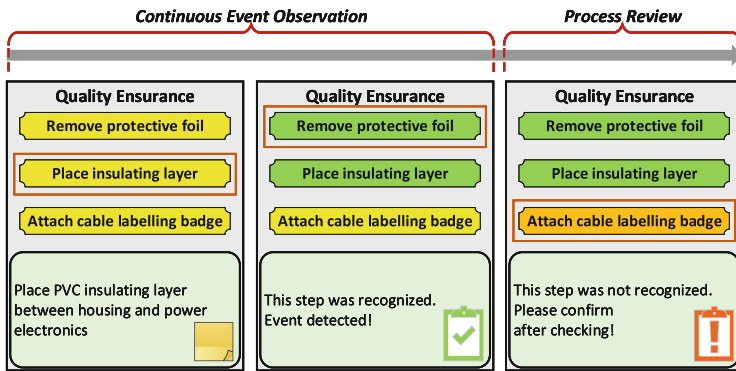 Continuous Event Observation
Process Review
Quality Ensurance
Remove protective foil
Place insulating layer
Attach cable labelling badge
Place PVC insulating layer
between housing and power
electronics
Quality Ensurance
Remove protective foil
Place insulating layer
Attach cable labelling badge
This step was recognized.
Event detected!
Quality Ensurance
Remove protective foil
Place insulating layer
Attach cable labelling badge
This step was not recognized.
Please confirm
after checking!